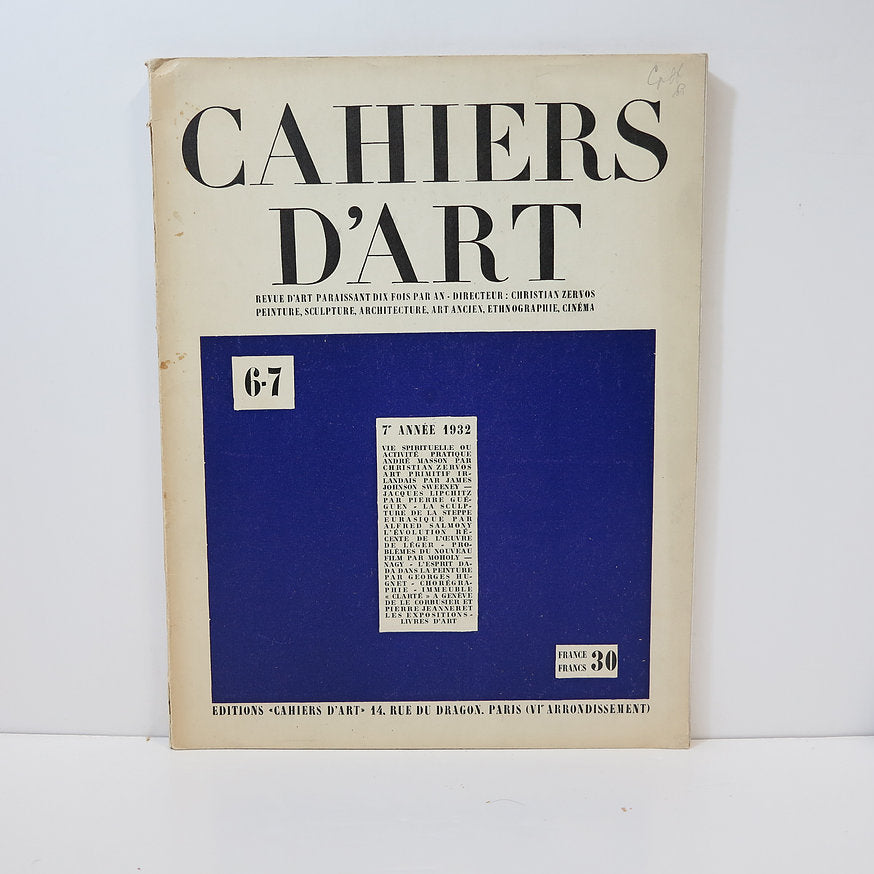 CAHIERS
D'ART
REVUE D'ART PARAISSANT DIX FOIS PAR AN - DIRECTEUR : CHRISTIAN ZERVOS
PEINTURE, SCULPTURE, ARCHITECTURE, ART ANCIEN, ETHNOGRAPHIE, CINÉMA
6-7
7e ANNÉE 1932
VIE SPIRITUELLE OU
ACTIVITÉ PRATIQUE
ANDRÉ MASSON PAR
CHRISTIAN ZERVOS
ART PRIMITIF IR-
LANDAIS PAR JAMES
JOHNSON SWEENEY —
JACQUES LIPCHITZ
PAR PIERRE GUÉ-
GUEN - LA SCULP-
TURE DE LA STEPPE
EURASIQUE PAR
ALFRED SALMONY
L'ÉVOLUTION RÉ-
CENTE DE L'ŒUVRE
DE LÉGER - PRO-
BLÈMES DU NOUVEAU
FILM PAR MOHOLY —
NAGY - L'ESPRIT DA-
DA DANS LA PEINTURE
PAR GEORGES HU-
GNET - CHORÉGRA-
PHIE - IMMEUBLE
« CLARTÉ » A GENÈVE
DE LE CORBUSIER ET
PIERRE JEANNERET
LES EXPOSITIONS -
LIVRES D'ART
FRANCE
FRANCS 30
EDITIONS «CAHIERS D'ART» 14, RUE DU DRAGON. PARIS (VIe ARRONDISSEMENT)